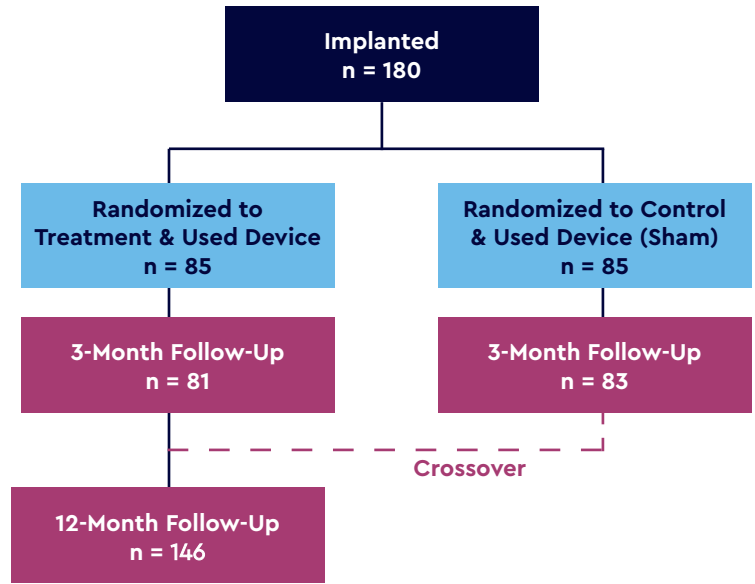 Implanted
n = 180
Randomized to
Treatment & Used Device
n = 85
Randomized to Control
& Used Device (Sham)
n = 85
3-Month Follow-Up
n = 81
3-Month Follow-Up
n = 83
Crossover
12-Month Follow-Up
n = 146